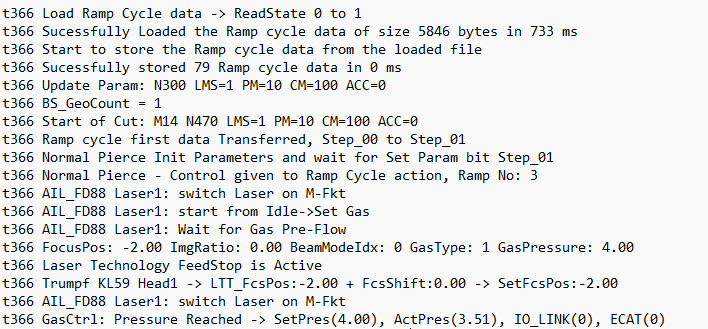 t366 Load Ramp Cycle data -> ReadState 0 to 1
t366 Sucessfully Loaded the Ramp cycle data of size 5846 bytes in 733 ms
t366 Start to store the Ramp cycle data from the loaded file
t366 Sucessfully stored 79 Ramp cycle data in 0 ms
t366 Update Param: N300 LMS=1 PM=10 CM=100 ACC=0
t366 BS_GeoCount = 1
t366 Start of Cut: M14 N470 LMS=1 PM=10 CM=100 ACC=0
t366 Ramp cycle first data Transferred, Step_00 to Step_01
t366 Normal Pierce Init Parameters and wait for Set Param bit Step_01
t366 Normal Pierce - Control given to Ramp Cycle action, Ramp No: 3
t366 AIL_FD88 Laser1: switch Laser on M-Fkt
t366 AIL_FD88 Laser1: start from Idle->Set Gas
t366 AIL_FD88 Laser1: Wait for Gas Pre-Flow
t366 FocusPos: -2.00 ImgRatio: 0.00 BeamModeIdx: 0 GasType: 1 GasPressure: 4.00
t366 Laser Technology FeedStop is Active
t366 Trumpf KL59 Head1 -> LTT_FcsPos:-2.00 + FcsShift:0.00 -> SetFcsPos:-2.00
t366 AIL_FD88 Laser1: switch Laser on M-Fkt
t366 GasCtrl: Pressure Reached -> SetPres(4.00), ActPres(3.51), IO_LINK(0), ECAT(0)